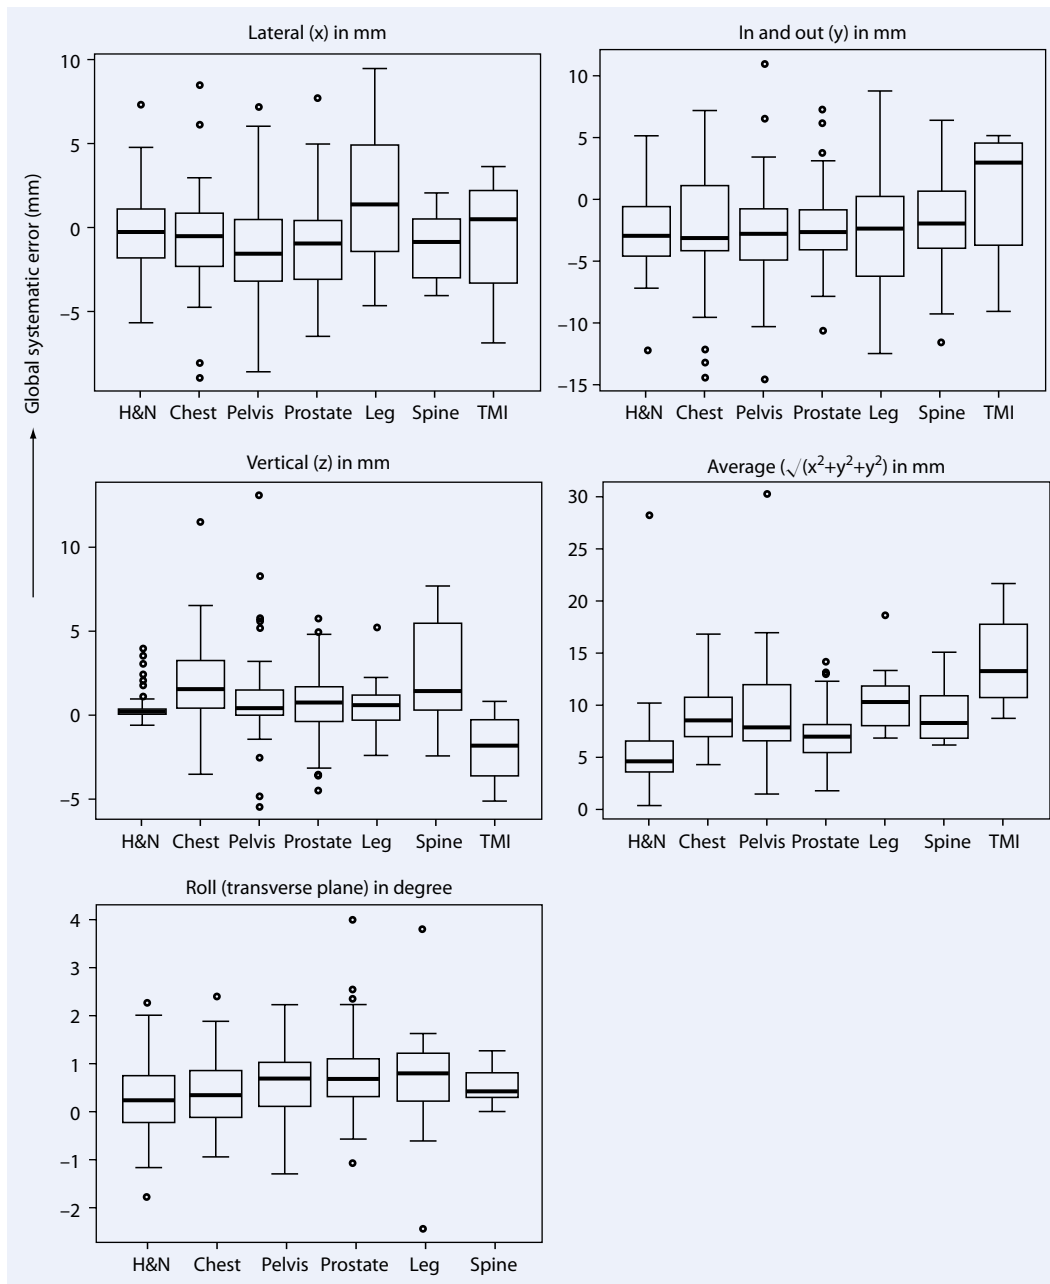 Lateral (x) in mm
10
5
0
−5
H&N Chest Pelvis Prostate Leg Spine TMI
Global systematic error (mm)
In and out (y) in mm
10
5
0
−5
−10
−15
H&N Chest Pelvis Prostate Leg Spine TMI
Vertical (z) in mm
10
5
0
−5
H&N Chest Pelvis Prostate Leg Spine TMI
Average (√(x²+y²+y²) in mm
30
25
20
15
10
5
0
H&N Chest Pelvis Prostate Leg Spine TMI
Roll (transverse plane) in degree
4
3
2
1
0
−1
−2
H&N Chest Pelvis Prostate Leg Spine